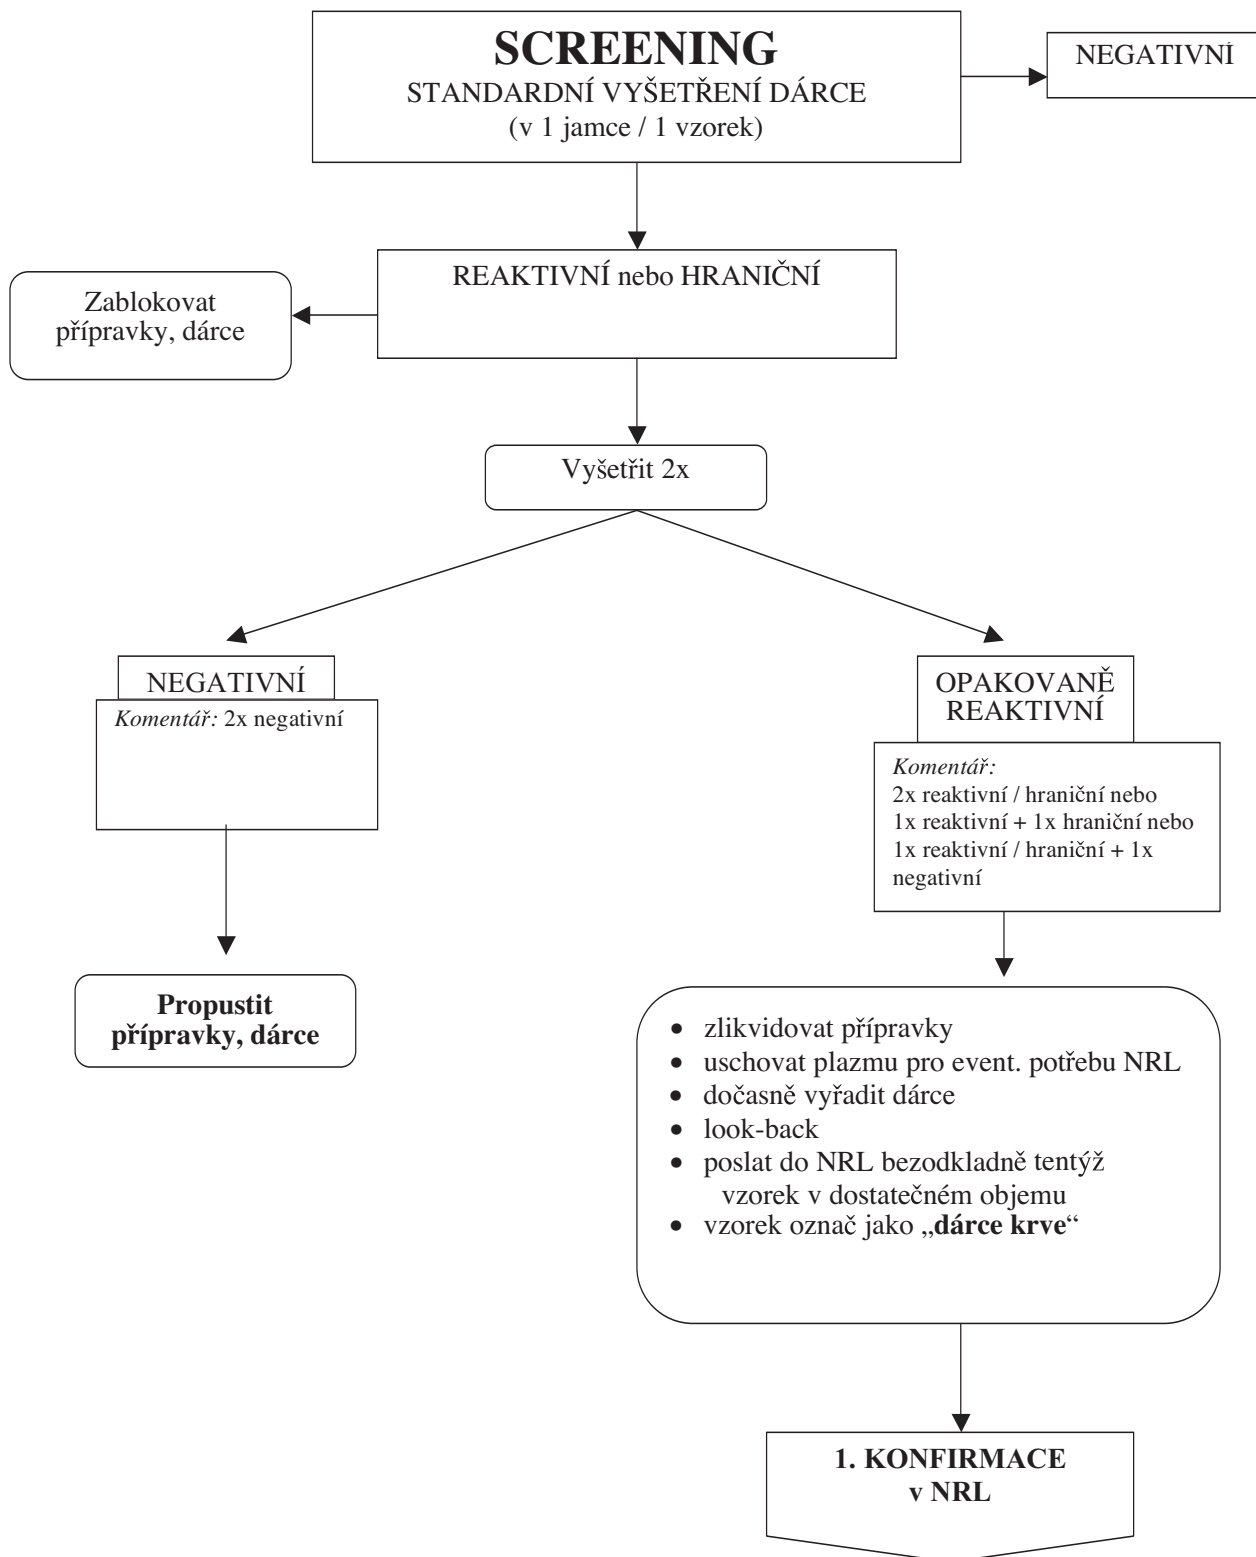 SCREENING
STANDARDNÍ VYŠETŘENÍ DÁRCE
(v 1 jamce / 1 vzorek)
NEGATIVNÍ
REAKTIVNÍ nebo HRANIČNÍ
Zablokovat
přípravky, dárce
Vyšetřit 2x
NEGATIVNÍ
Komentář: 2x negativní
OPAKOVANĚ
REAKTIVNÍ
Komentář:
2x reaktivní / hraniční nebo
1x reaktivní + 1x hraniční nebo
1x reaktivní / hraniční + 1x
negativní
Propustit
přípravky, dárce
• zlikvidovat přípravky
• uschovat plazmu pro event. potřebu NRL
• dočasně vyřadit dárce
• look-back
• poslat do NRL bezodkladně tentýž
vzorek v dostatečném objemu
• vzorek označ jako „dárce krve“
1. KONFIRMACE
v NRL